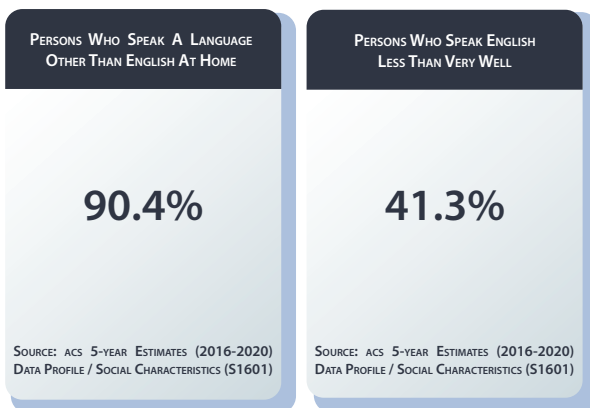 Persons Who Speak A Language
Other Than English At Home
90.4%
Source: acs 5-year Estimates (2016-2020)
Data Profile / Social Characteristics (S1601)
Persons Who Speak English
Less Than Very Well
41.3%
Source: acs 5-year Estimates (2016-2020)
Data Profile / Social Characteristics (S1601)